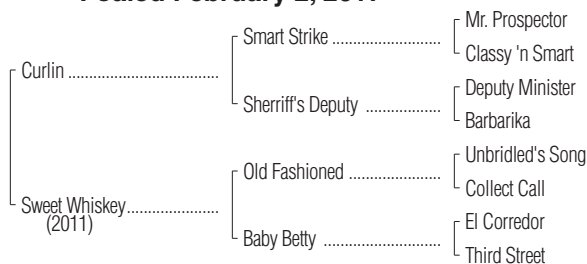 Foaled February 2, 2017
Mr. Prospector
Smart Strike ..........................
Classy 'n Smart
Curlin ....................................
Deputy Minister
Sherriff's Deputy ..................
Barbarika
Unbridled's Song
Old Fashioned ......................
Collect Call
Sweet Whiskey......................
(2011)
El Corredor
Baby Betty ............................
Third Street